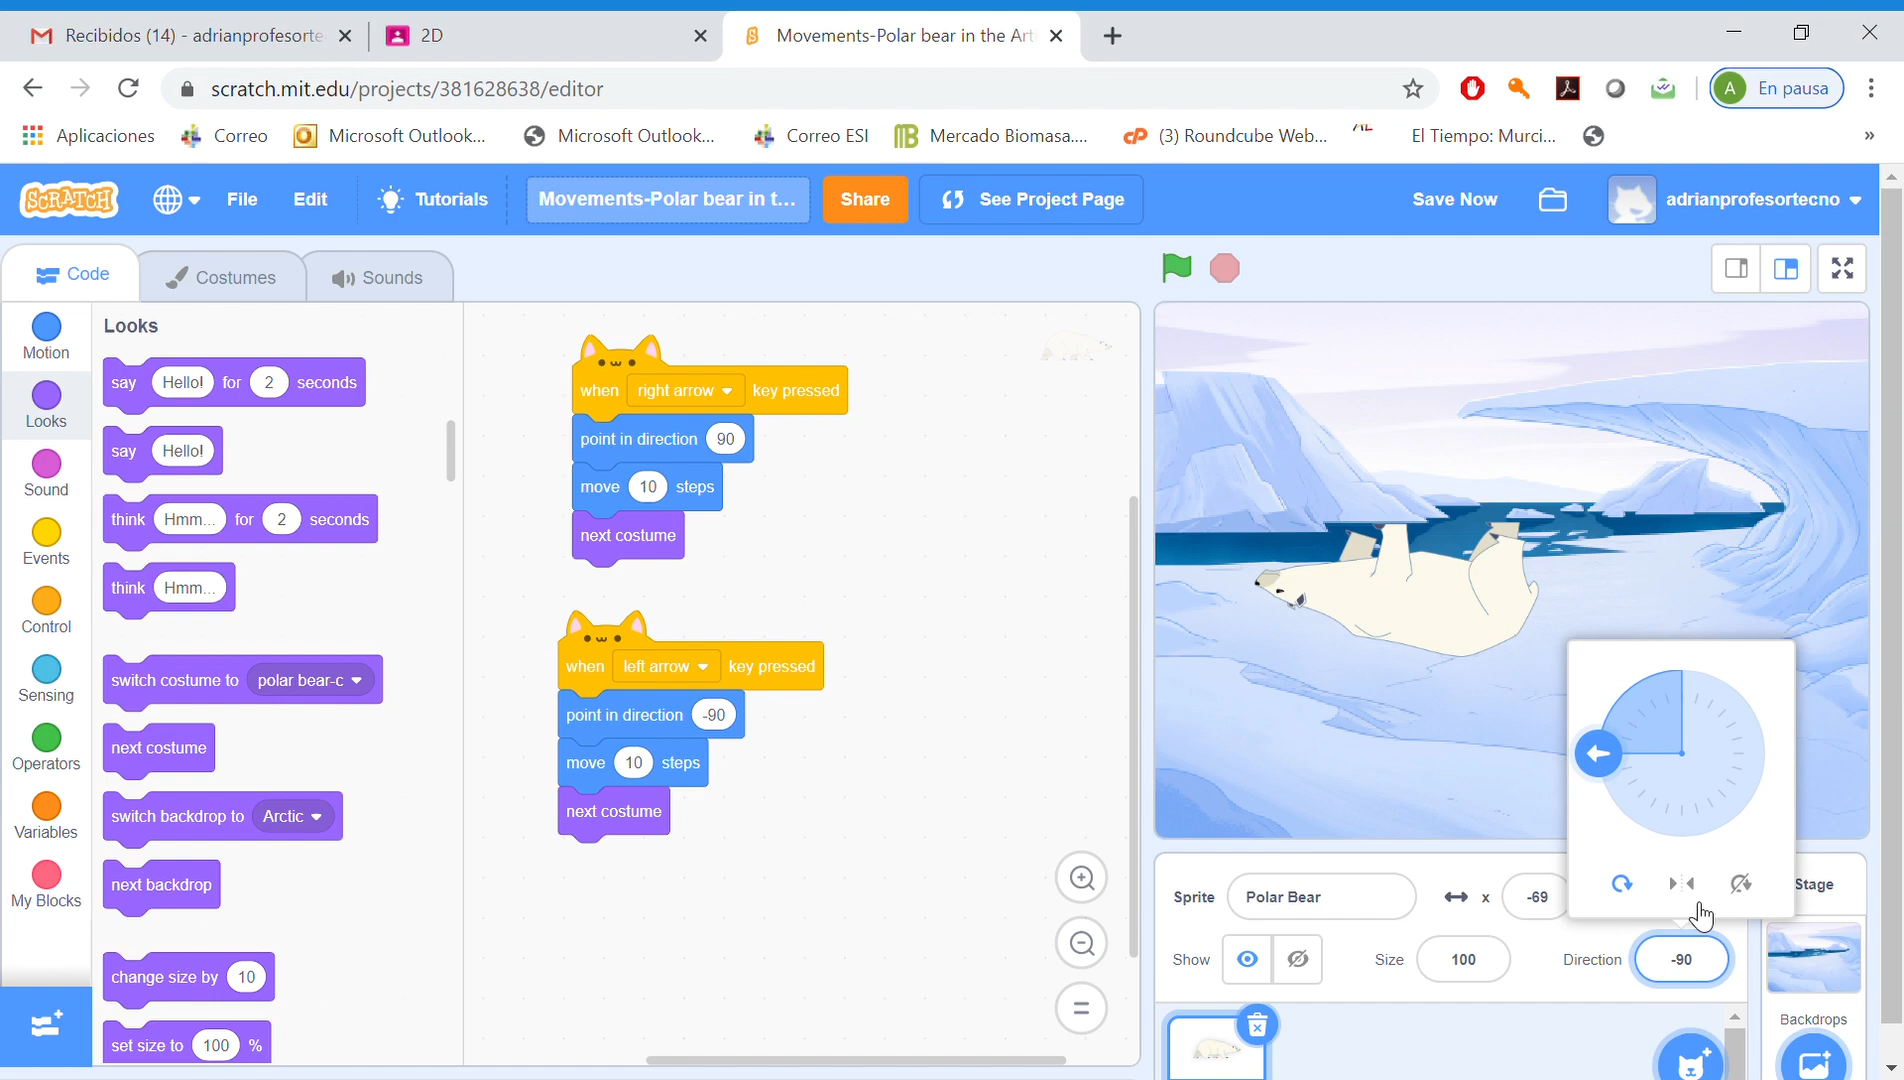 Recibidos (14) - adrianprofesorte
2D
Movements-Polar bear in the Art
scratch.mit.edu/projects/381628638/editor
A En pausa
Aplicaciones
Correo
Microsoft Outlook...
Microsoft Outlook...
Correo ESI
Mercado Biomasa....
(3) Roundcube Web...
El Tiempo: Murci...
»
SCRATCH
File
Edit
Tutorials
Movements-Polar bear in t...
Share
See Project Page
Save Now
adrianprofesortecno
Code
Costumes
Sounds
Motion
Looks
Sound
Events
Control
Sensing
Operators
Variables
My Blocks
Looks
say Hello! for 2 seconds
say Hello!
think Hmm... for 2 seconds
think Hmm...
switch costume to polar bear-c
next costume
switch backdrop to Arctic
next backdrop
change size by 10
set size to 100 %
when right arrow key pressed
point in direction 90
move 10 steps
next costume
when left arrow key pressed
point in direction -90
move 10 steps
next costume
Sprite Polar Bear x -69
Show Size 100 Direction -90
Stage
Backdrops